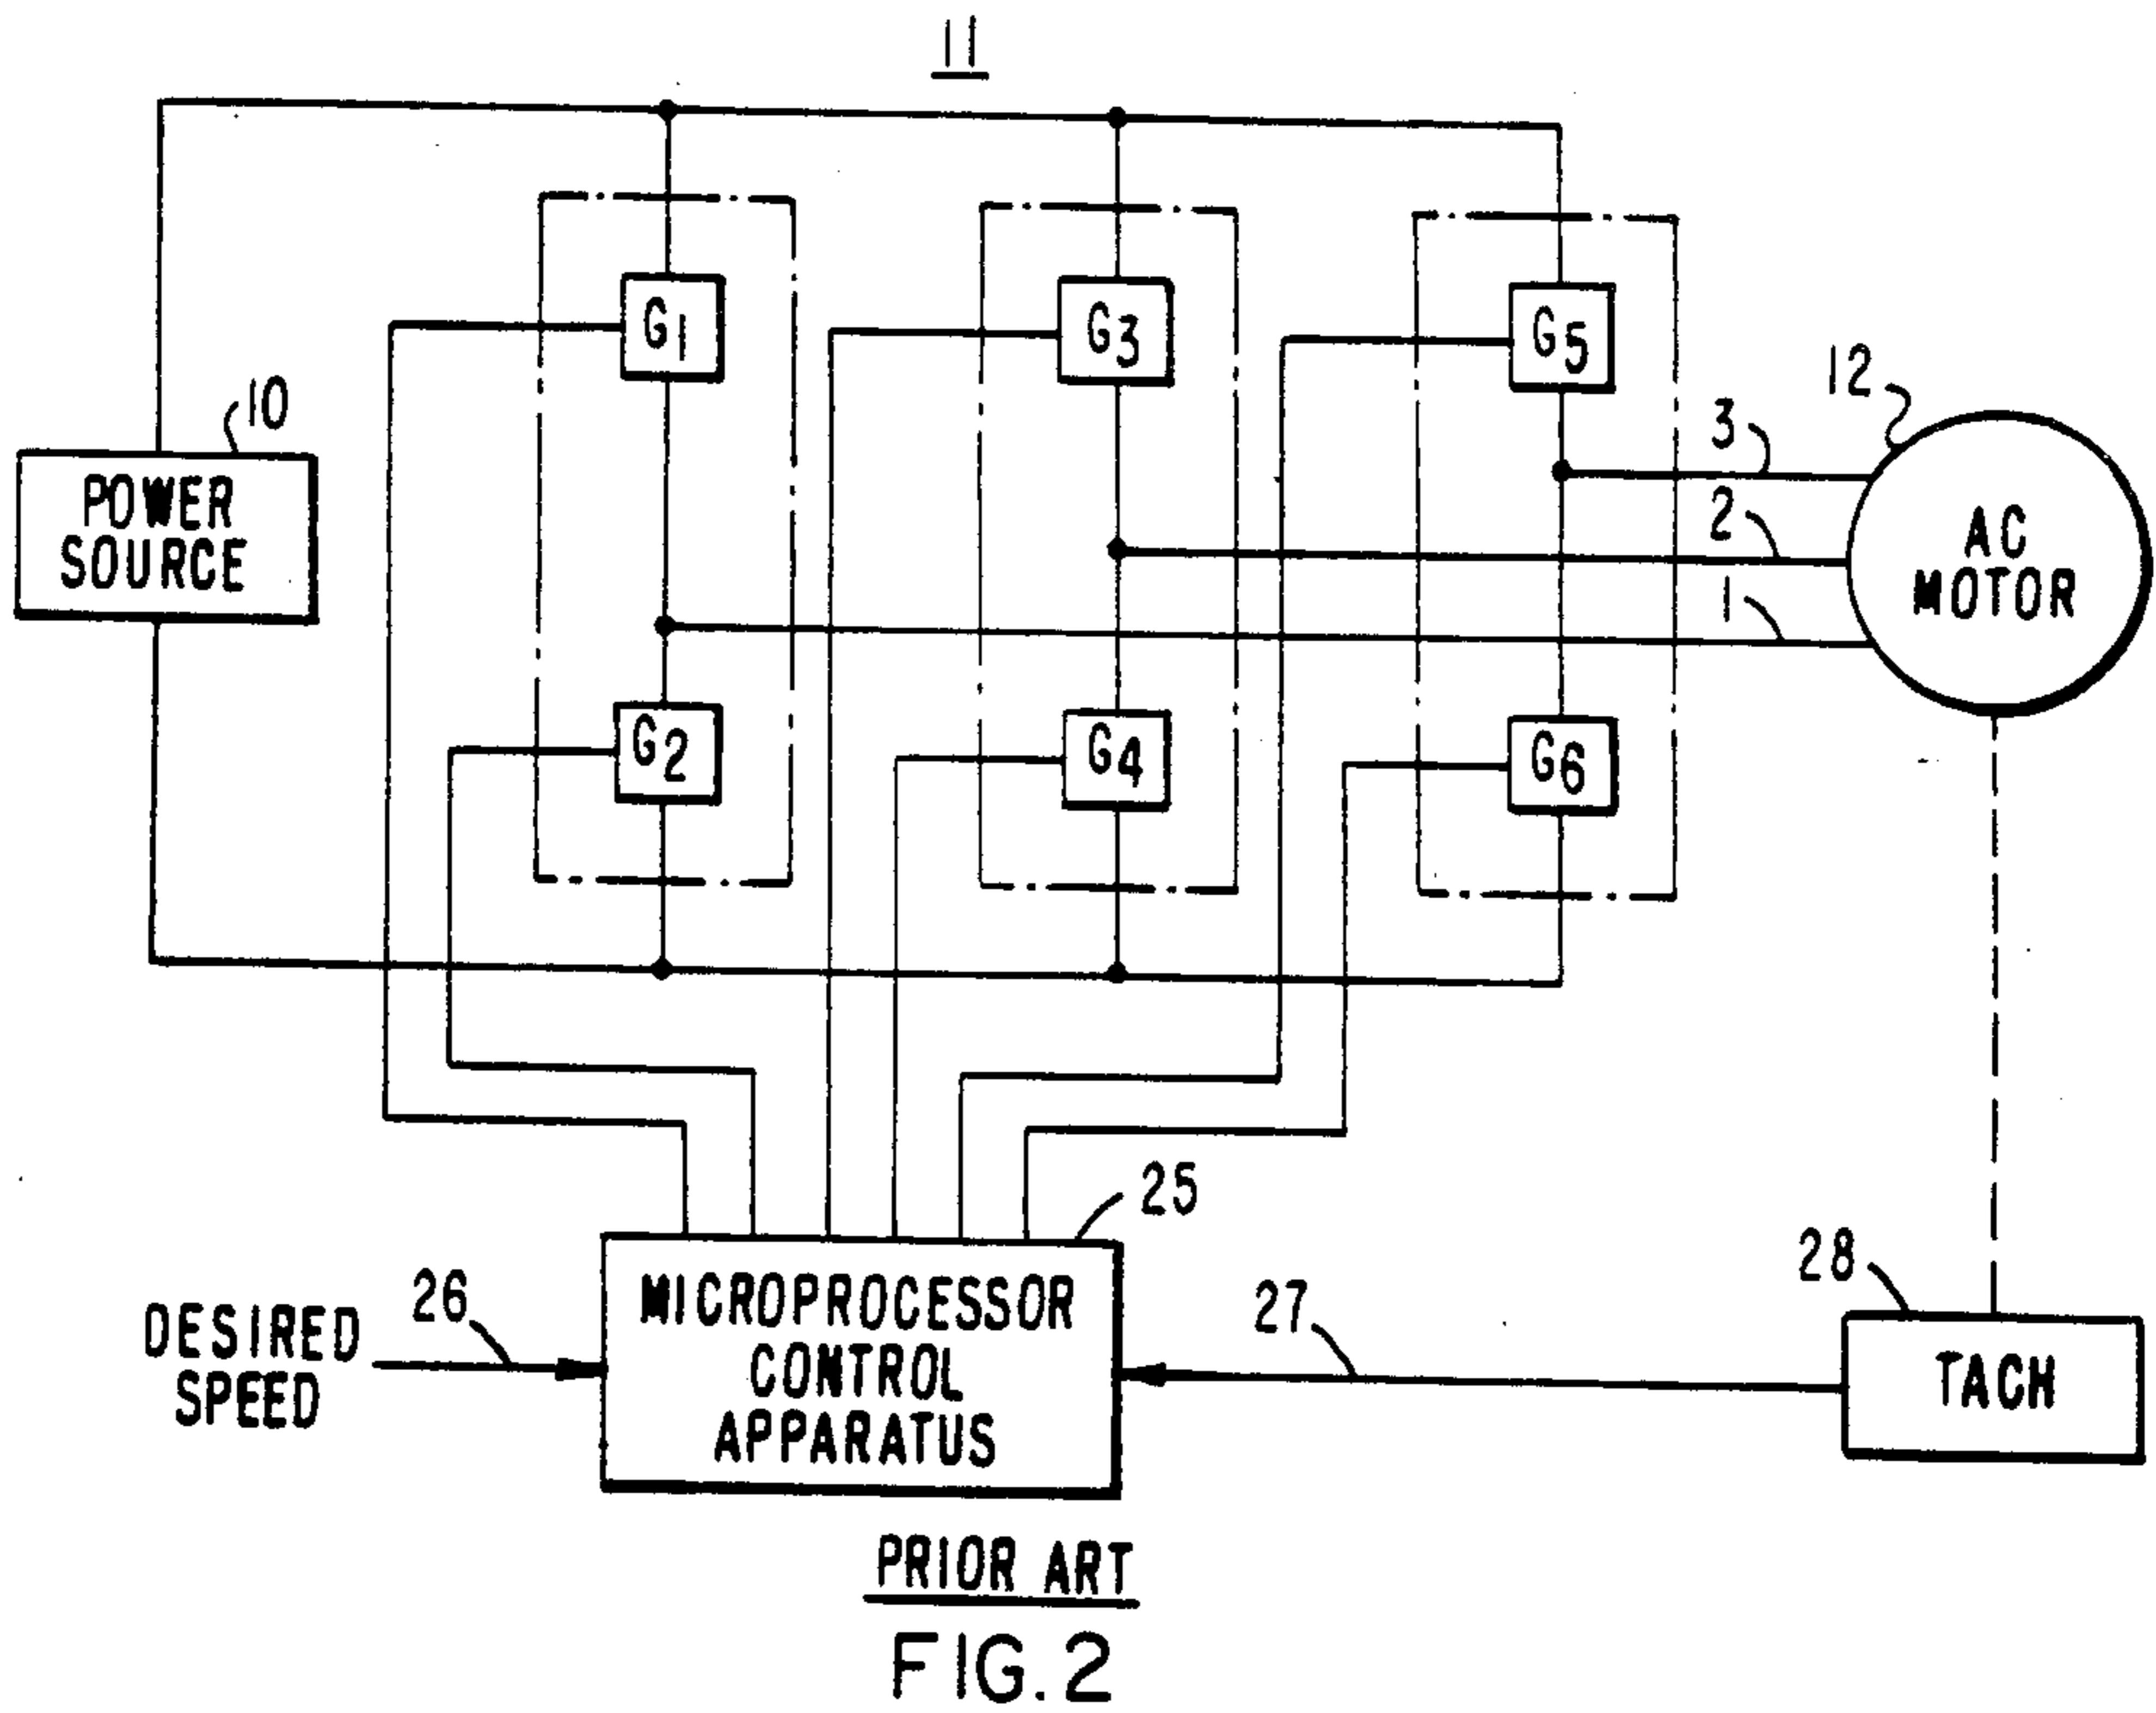 11
G1
G3
G5
12
10
3
POWER
SOURCE
2
AC
MOTOR
1
G2
G4
G6
25
28
26
27
DESIRED
SPEED
MICROPROCESSOR
CONTROL
APPARATUS
TACH
PRIOR ART
FIG. 2